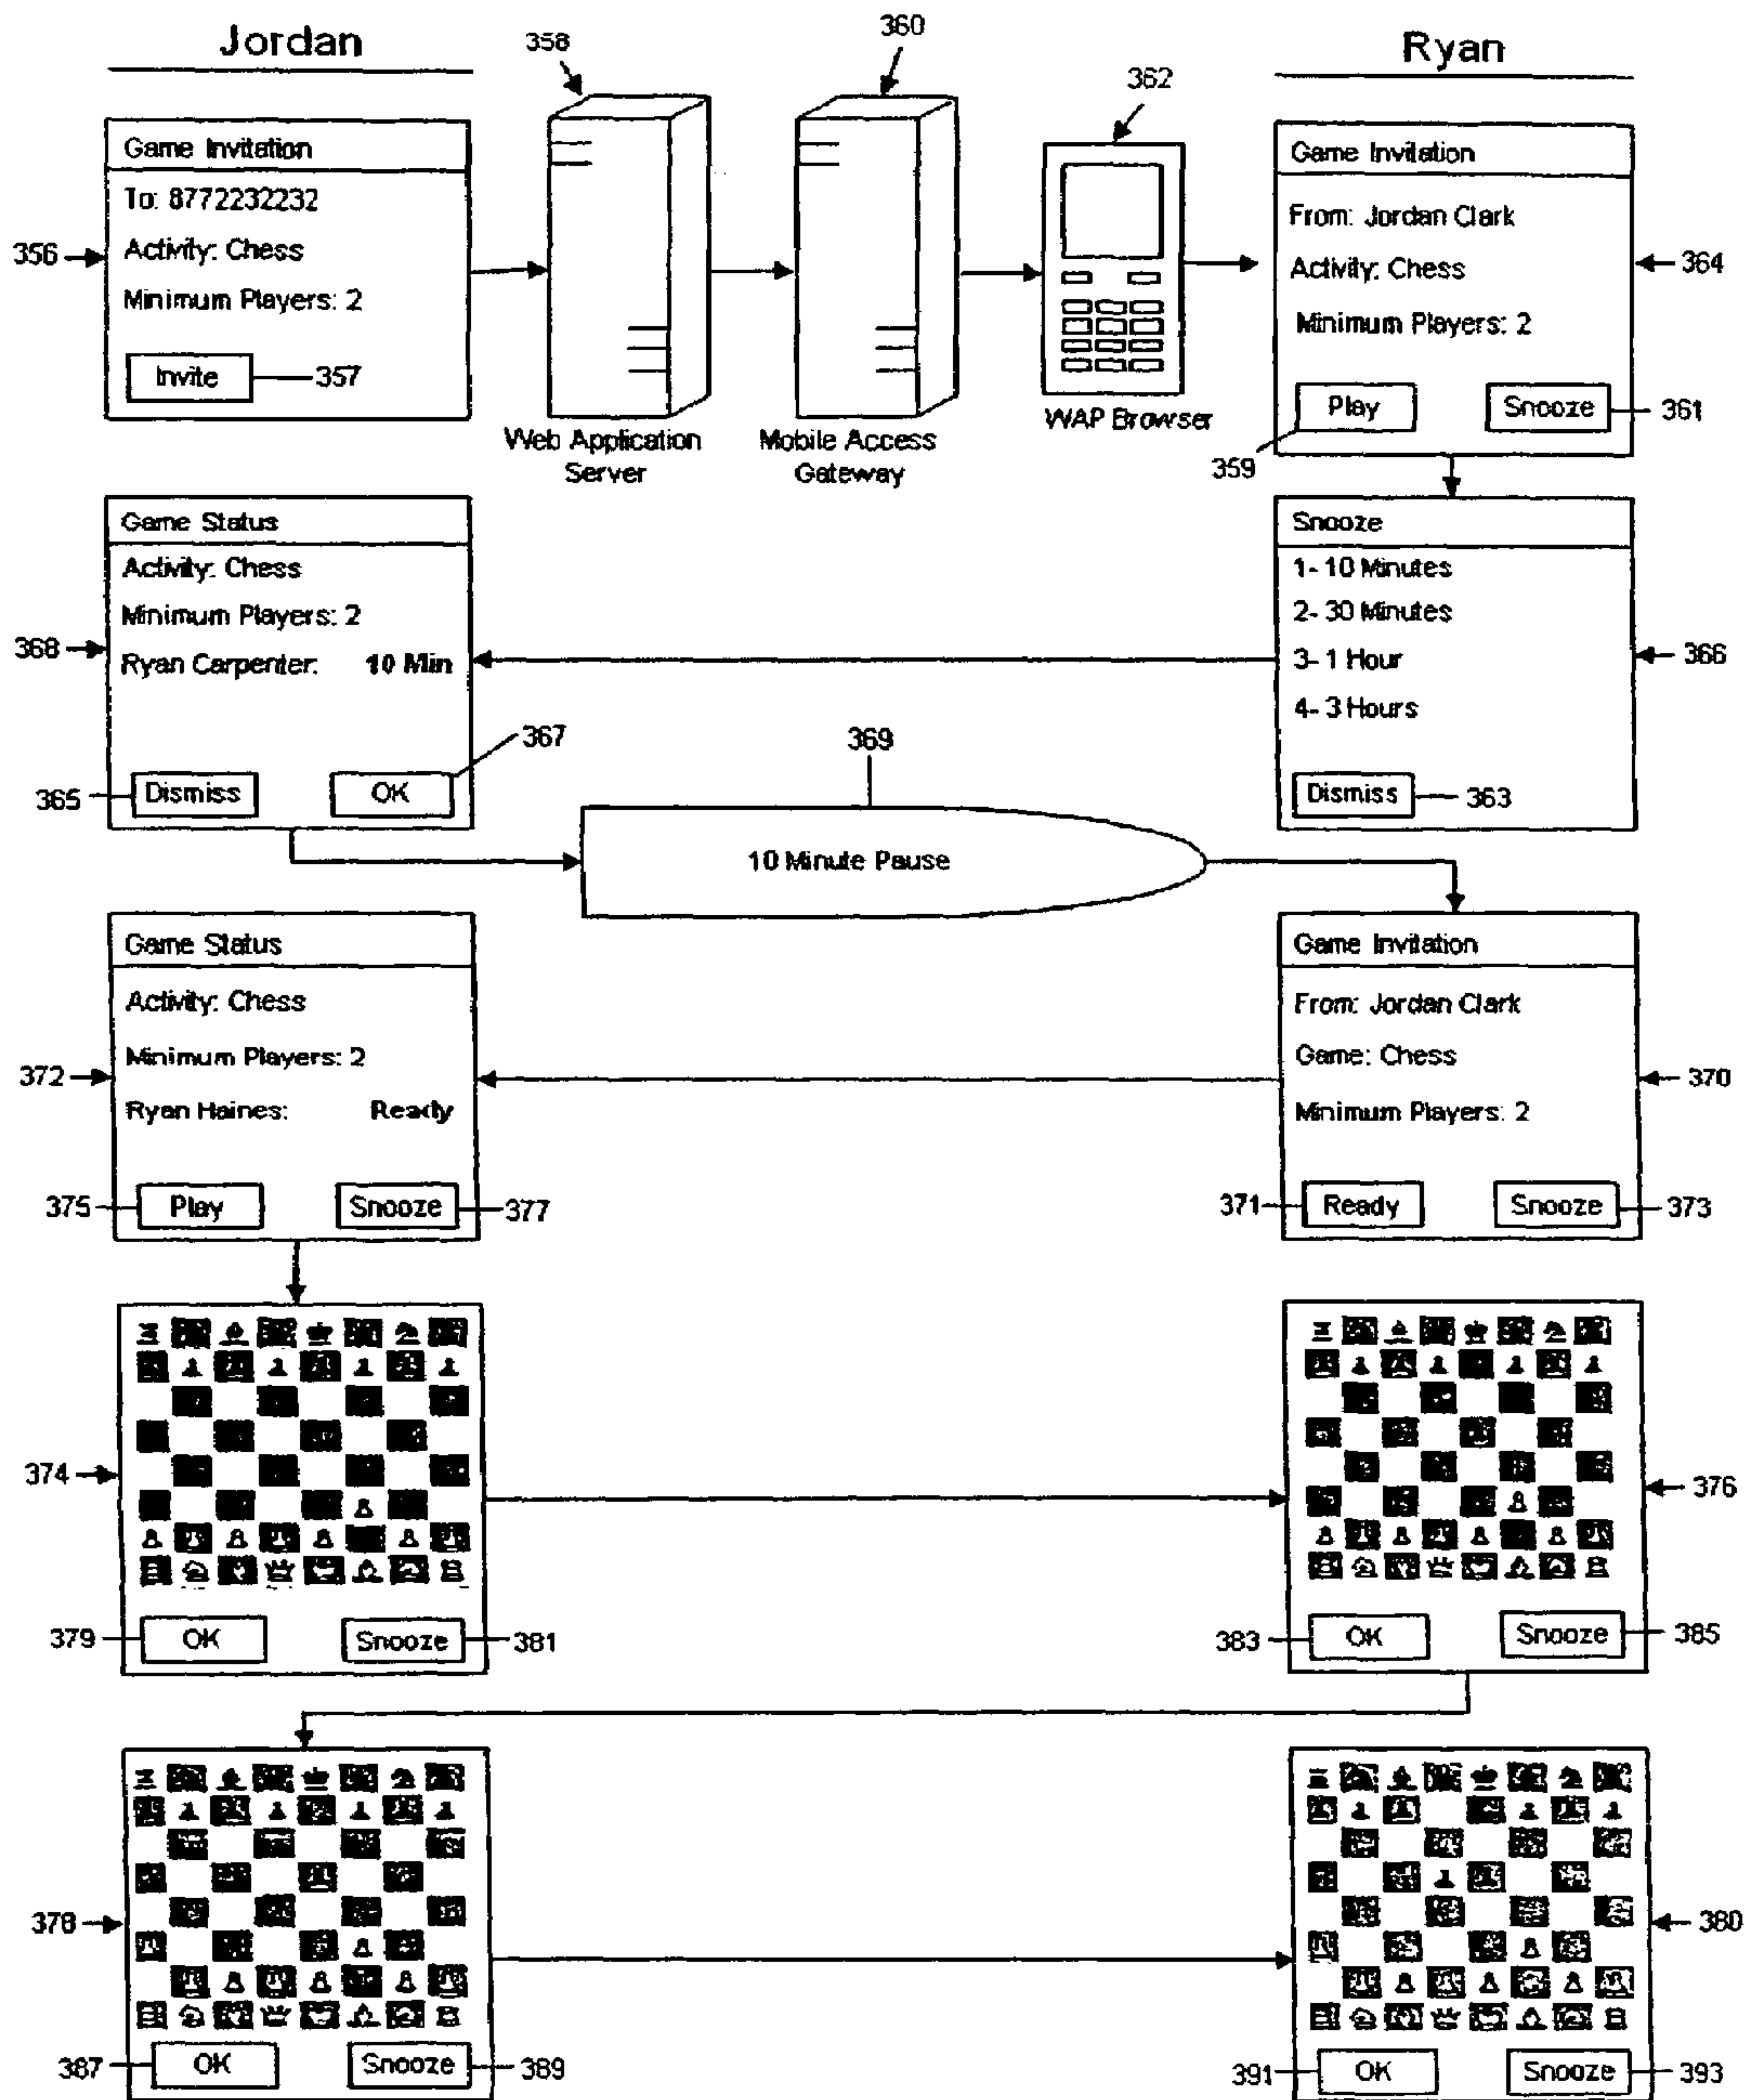 Jordan
Ryan
358
360
362
Game Invitation
To: 8772232232
Activity: Chess
Minimum Players: 2
Invite
356
357
Web Application
Server
Mobile Access
Gateway
WAP Browser
Game Invitation
From: Jordan Clark
Activity: Chess
Minimum Players: 2
Play
Snooze
364
361
359
Game Status
Activity: Chess
Minimum Players: 2
Ryan Carpenter: 10 Min
Dismiss
OK
368
365
367
Snooze
1- 10 Minutes
2- 30 Minutes
3- 1 Hour
4- 3 Hours
Dismiss
366
363
369
10 Minute Pause
Game Status
Activity: Chess
Minimum Players: 2
Ryan Haines: Ready
Play
Snooze
372
375
377
Game Invitation
From: Jordan Clark
Game: Chess
Minimum Players: 2
Ready
Snooze
370
371
373
374
379
OK
Snooze
381
376
383
OK
Snooze
385
378
387
OK
Snooze
389
380
391
OK
Snooze
393